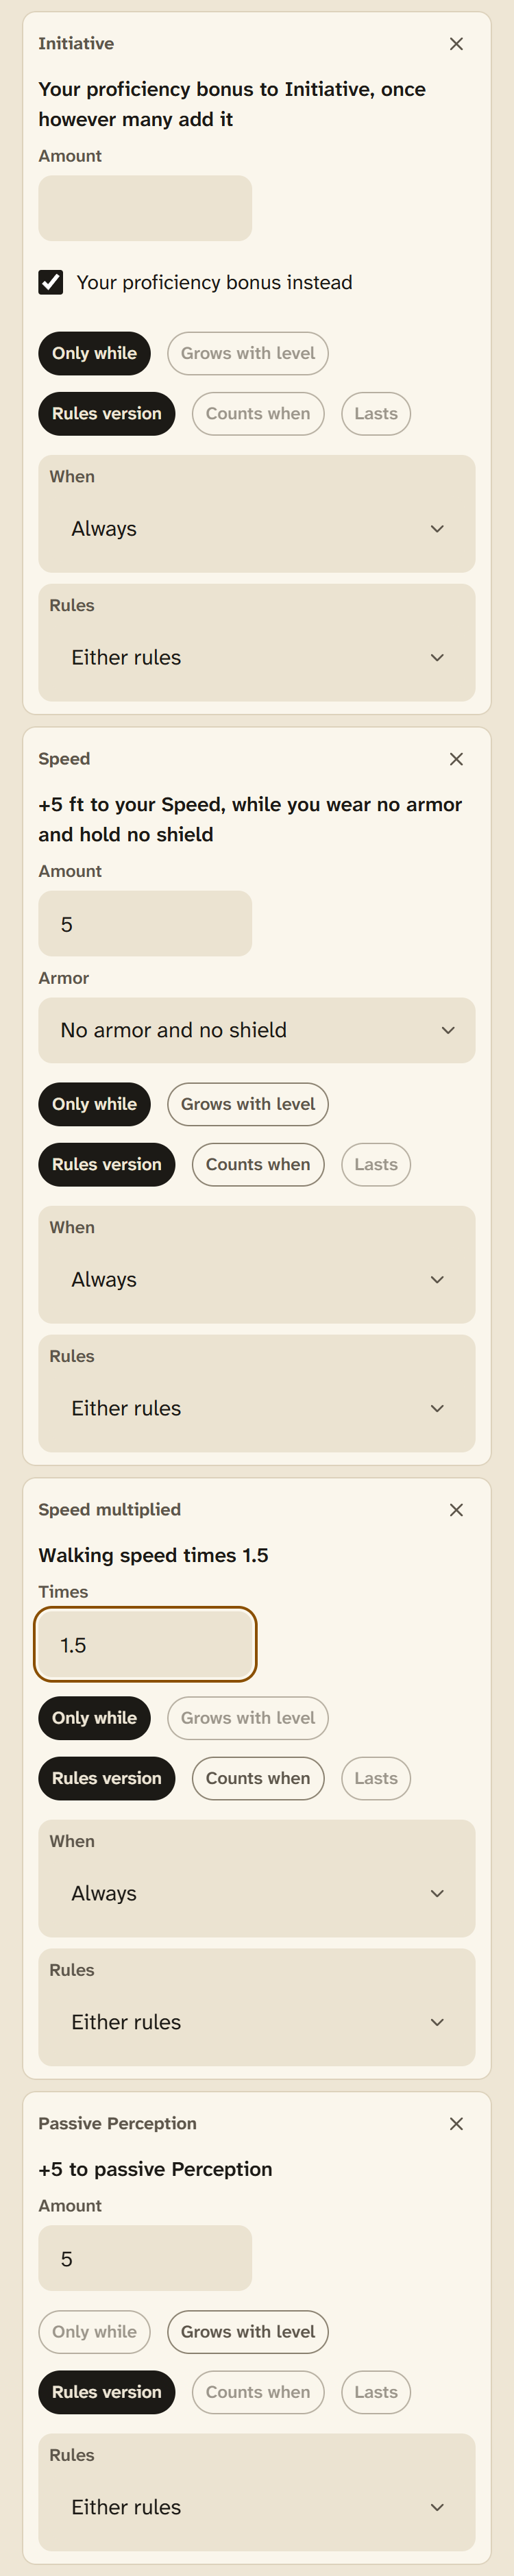 Initiative
Your proficiency bonus to Initiative, once
however many add it
Amount
Your proficiency bonus instead
Only while
Grows with level
Rules version
Counts when
Lasts
When
Always
Rules
Either rules
Speed
+5 ft to your Speed, while you wear no armor
and hold no shield
Amount
5
Armor
No armor and no shield
Only while
Grows with level
Rules version
Counts when
Lasts
When
Always
Rules
Either rules
Speed multiplied
Walking speed times 1.5
Times
1.5
Only while
Grows with level
Rules version
Counts when
Lasts
When
Always
Rules
Either rules
Passive Perception
+5 to passive Perception
Amount
5
Only while
Grows with level
Rules version
Counts when
Lasts
Rules
Either rules